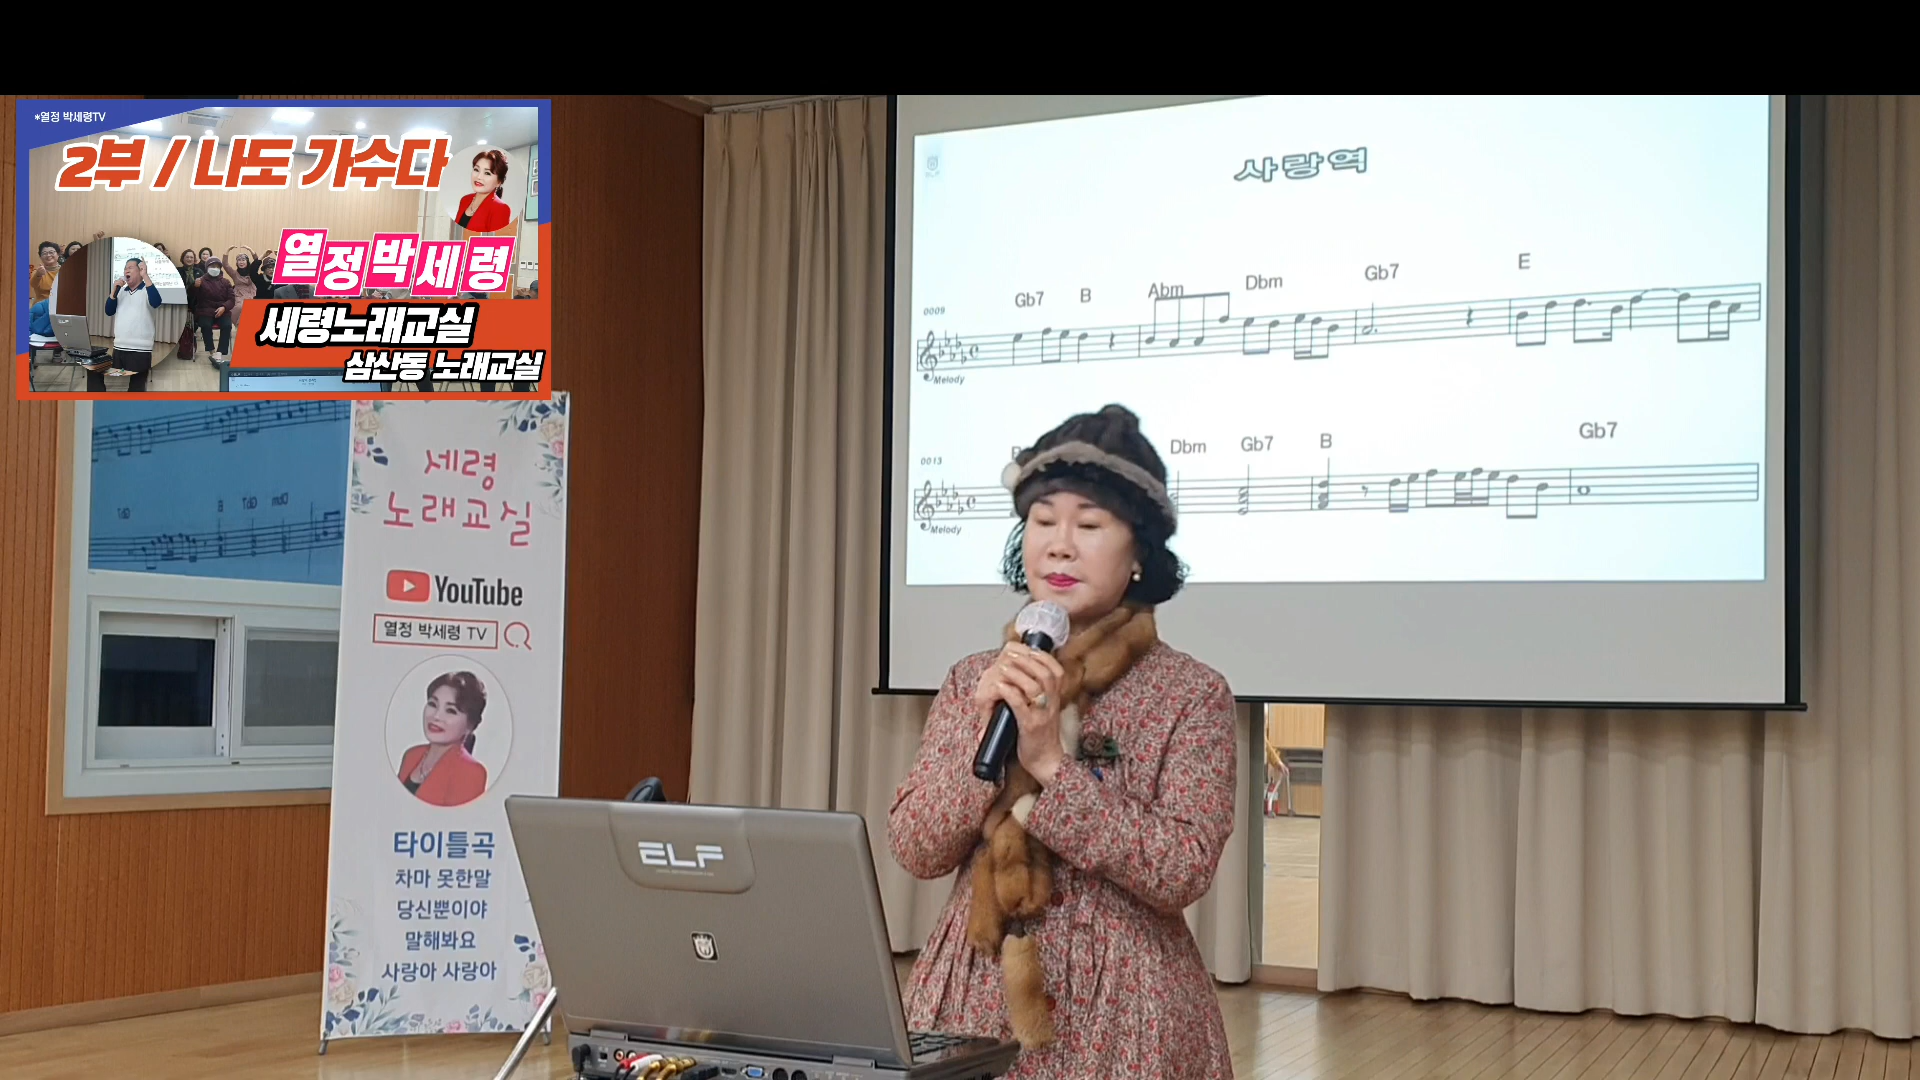 *열정 박세령TV
2부 / 나도 가수다
열정박세령
세령노래교실
삼산동 노래교실
세령
노래교실
YouTube
열정 박세령 TV
타이틀곡
차마 못한말
당신뿐이야
말해봐요
사랑아 사랑아
사랑역
0009 Gb7 B Abm Dbm Gb7 E
Melody
0013 Dbm Gb7 B Gb7
Melody
ELF